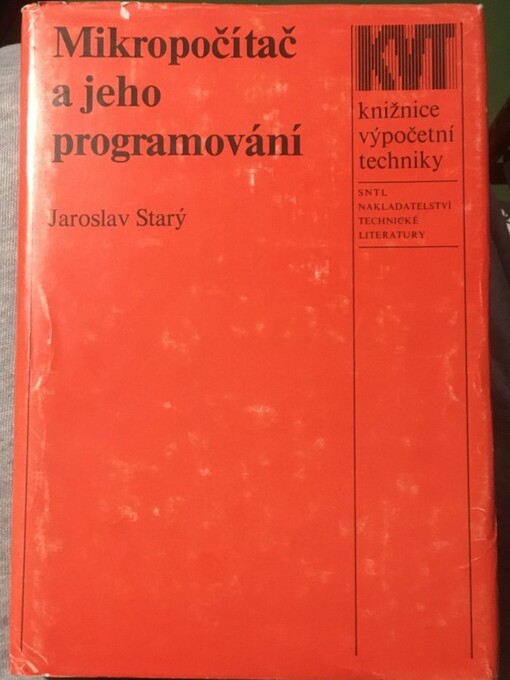 Mikropočítač
a jeho
programování
Jaroslav Starý
KVT
knižnice
výpočetní
techniky
SNTL
NAKLADATELSTVÍ
TECHNICKÉ
LITERATURY